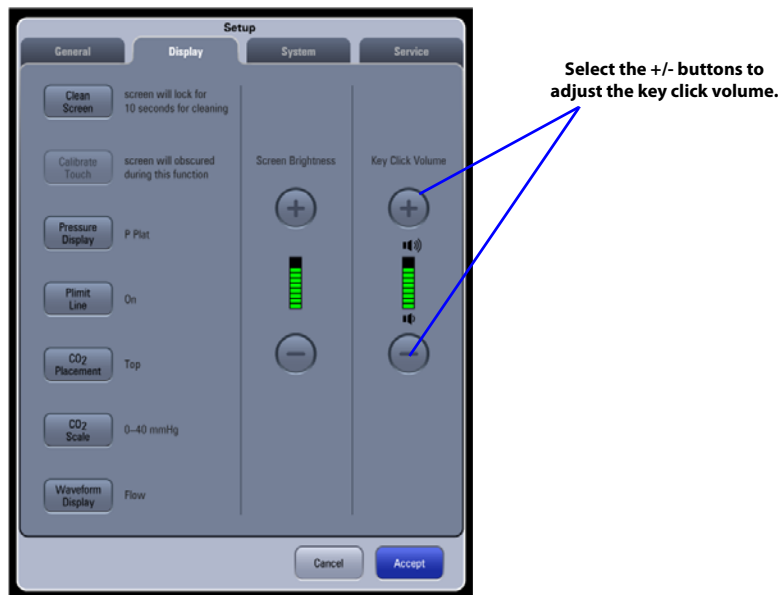 Setup
General
Display
System
Service
Select the +/- buttons to
adjust the key click volume.
Clean
Screen
screen will lock for
10 seconds for cleaning
Calibrate
Touch
screen will obscured
during this function
Screen Brightness
Key Click Volume
Pressure
Display
P Plat
Plimit
Line
On
CO2
Placement
Top
CO2
Scale
0–40 mmHg
Waveform
Display
Flow
Cancel
Accept